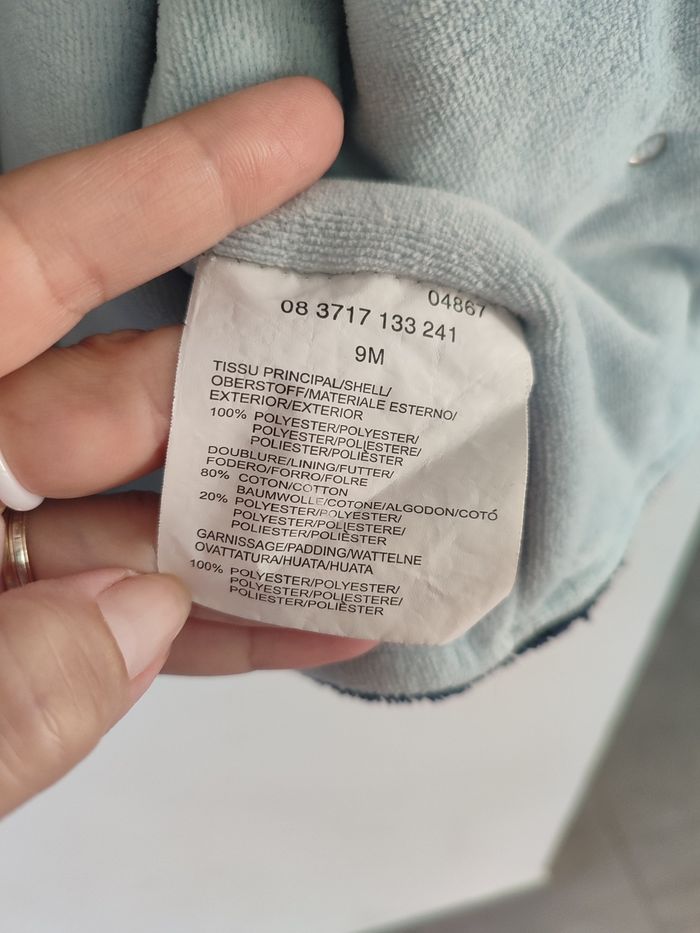 04867
08 3717 133 241
9M
TISSU PRINCIPAL/SHELL/
OBERSTOFF/MATERIALE ESTERNO/
EXTERIOR/EXTERIOR
100% POLYESTER/POLYESTER/
POLYESTER/POLIESTERE/
POLIESTER/POLIÈSTER
DOUBLURE/LINING/FUTTER/
FODERO/FORRO/FOLRE
80% COTON/COTTON
BAUMWOLLE/COTONE/ALGODON/COTÓ
20% POLYESTER/POLYESTER/
POLYESTER/POLIESTERE/
POLIESTER/POLIÈSTER
GARNISSAGE/PADDING/WATTELNE
OVATTATURA/HUATA/HUATA
100% POLYESTER/POLYESTER/
POLYESTER/POLIESTERE/
POLIESTER/POLIÈSTER